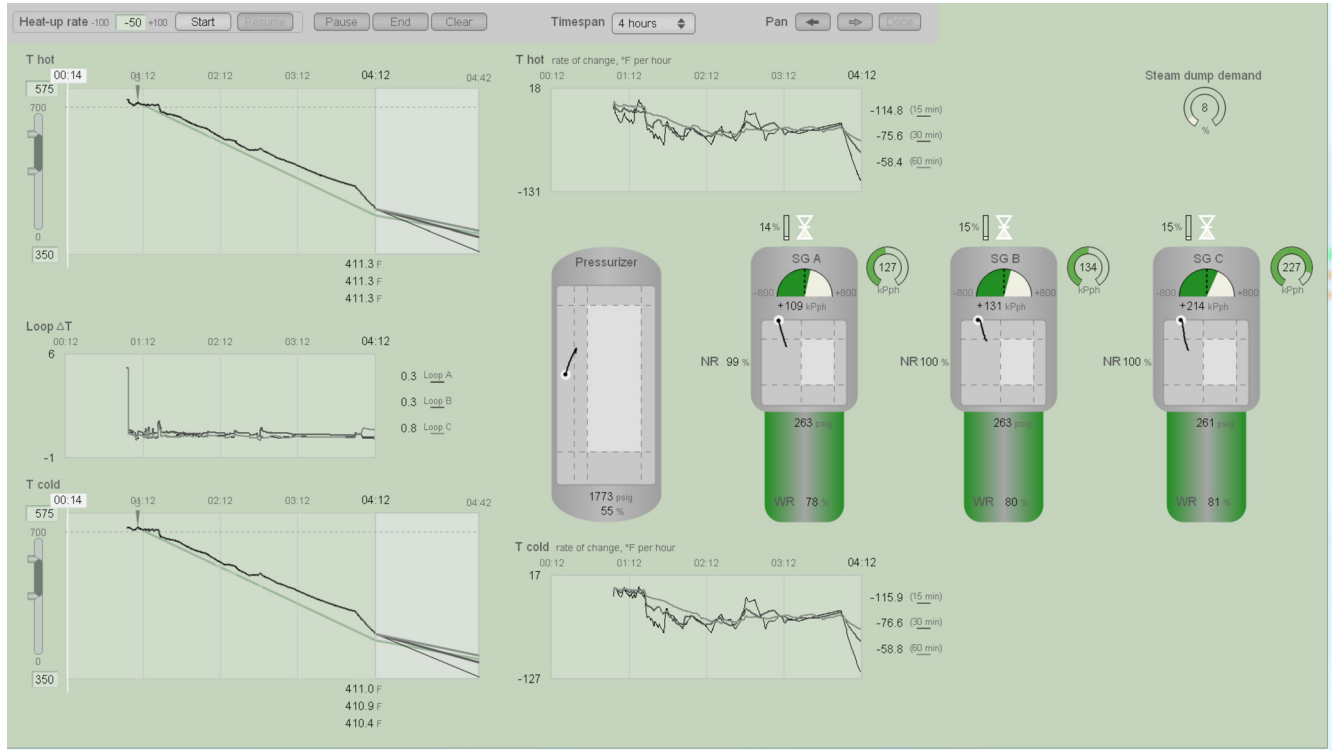 Heat-up rate -100 -50 +100 Start Resume Pause End Clear Timespan 4 hours Pan Done
T hot
00:14 01:12 02:12 03:12 04:12 04:42
575
700
0
350
411.3 F
411.3 F
411.3 F
Loop ΔT
00:12 01:12 02:12 03:12 04:12
6
0.3 Loop A
0.3 Loop B
0.8 Loop C
-1
T cold
00:14 01:12 02:12 03:12 04:12 04:42
575
700
0
350
411.0 F
410.9 F
410.4 F
T hot rate of change, °F per hour
00:12 01:12 02:12 03:12 04:12
18
-114.8 (15 min)
-75.6 (30 min)
-58.4 (60 min)
-131
Steam dump demand
8
%
Pressurizer
1773 psig
55 %
14 %
SG A
127
kPph
-800 +800
+109 kPph
NR 99 %
263 psig
WR 78 %
15 %
SG B
134
kPph
-800 +800
+131 kPph
NR 100 %
263 psig
WR 80 %
15 %
SG C
227
kPph
-800 +800
+214 kPph
NR 100 %
261 psig
WR 81 %
T cold rate of change, °F per hour
00:12 01:12 02:12 03:12 04:12
17
-115.9 (15 min)
-76.6 (30 min)
-58.8 (60 min)
-127